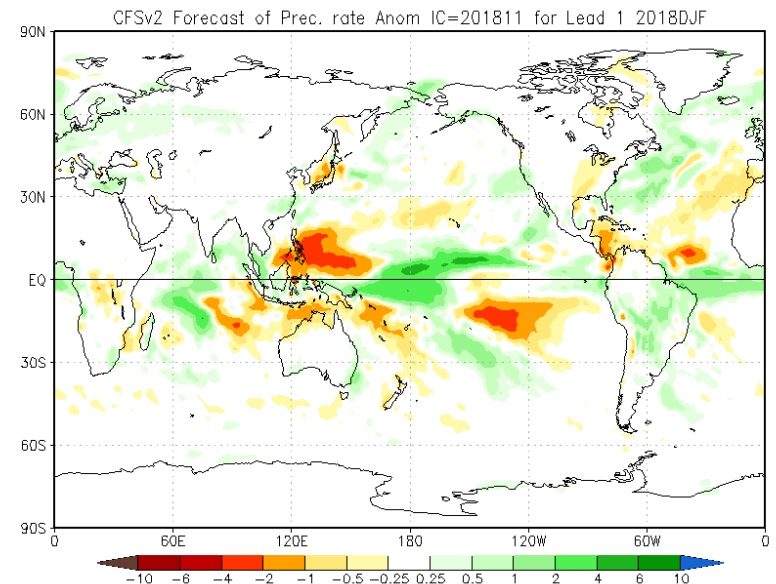 CFSv2 Forecast of Prec. rate Anom IC=201811 for Lead 1 2018DJF
90N
60N
30N
EQ
30S
60S
90S
0 60E 120E 180 120W 60W 0
−10 −6 −4 −2 −1 −0.5 −0.25 0.25 0.5 1 2 4 6 10